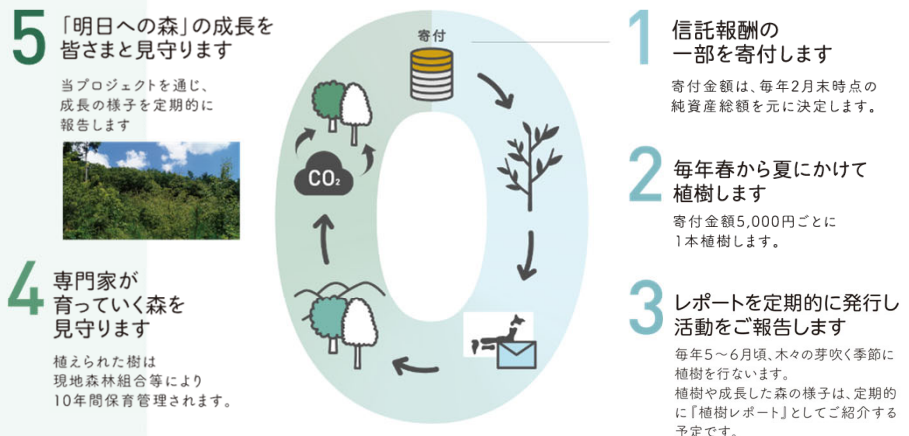 5
「明日への森」の成長を
皆さまと見守ります
当プロジェクトを通じ、
成長の様子を定期的に
報告します
4
専門家が
育っていく森を
見守ります
植えられた樹は
現地森林組合等により
10年間保育管理されます。
寄付
CO₂
1
信託報酬の
一部を寄付します
寄付金額は、毎年2月末時点の
純資産総額を元に決定します。
2
毎年春から夏にかけて
植樹します
寄付金額5,000円ごとに
1本植樹します。
3
レポートを定期的に発行し
活動をご報告します
毎年5〜6月頃、木々の芽吹く季節に
植樹を行ないます。
植樹や成長した森の様子は、定期的
に『植樹レポート』としてご紹介する
予定です。